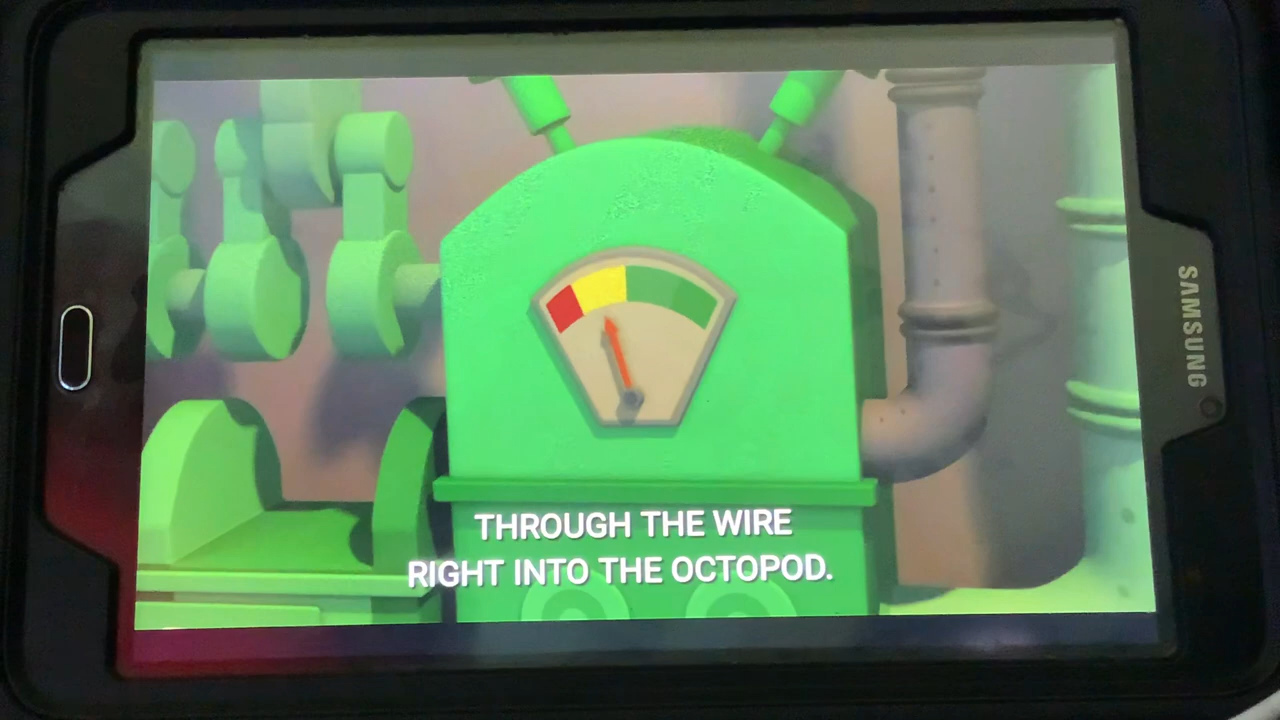 THROUGH THE WIRE
RIGHT INTO THE OCTOPOD.
SAMSUNG